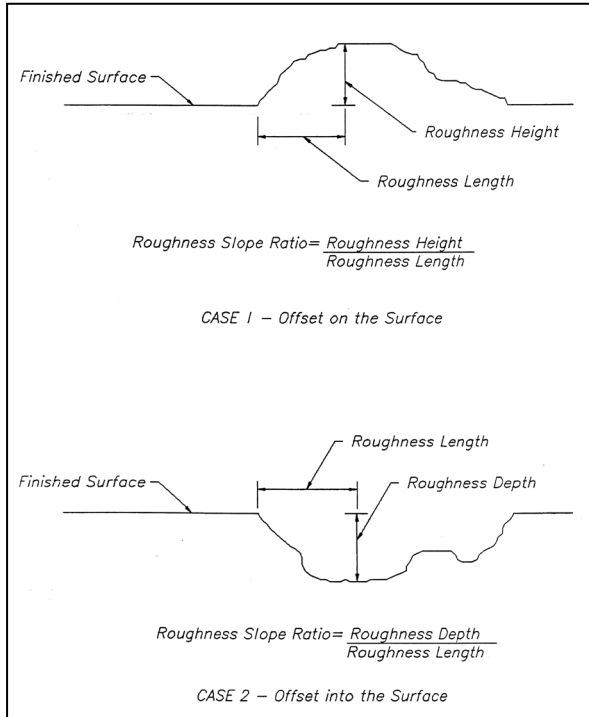 Finished Surface
Roughness Height
Roughness Length
Roughness Slope Ratio= Roughness Height
Roughness Length
CASE 1 – Offset on the Surface
Roughness Length
Finished Surface
Roughness Depth
Roughness Slope Ratio= Roughness Depth
Roughness Length
CASE 2 – Offset into the Surface